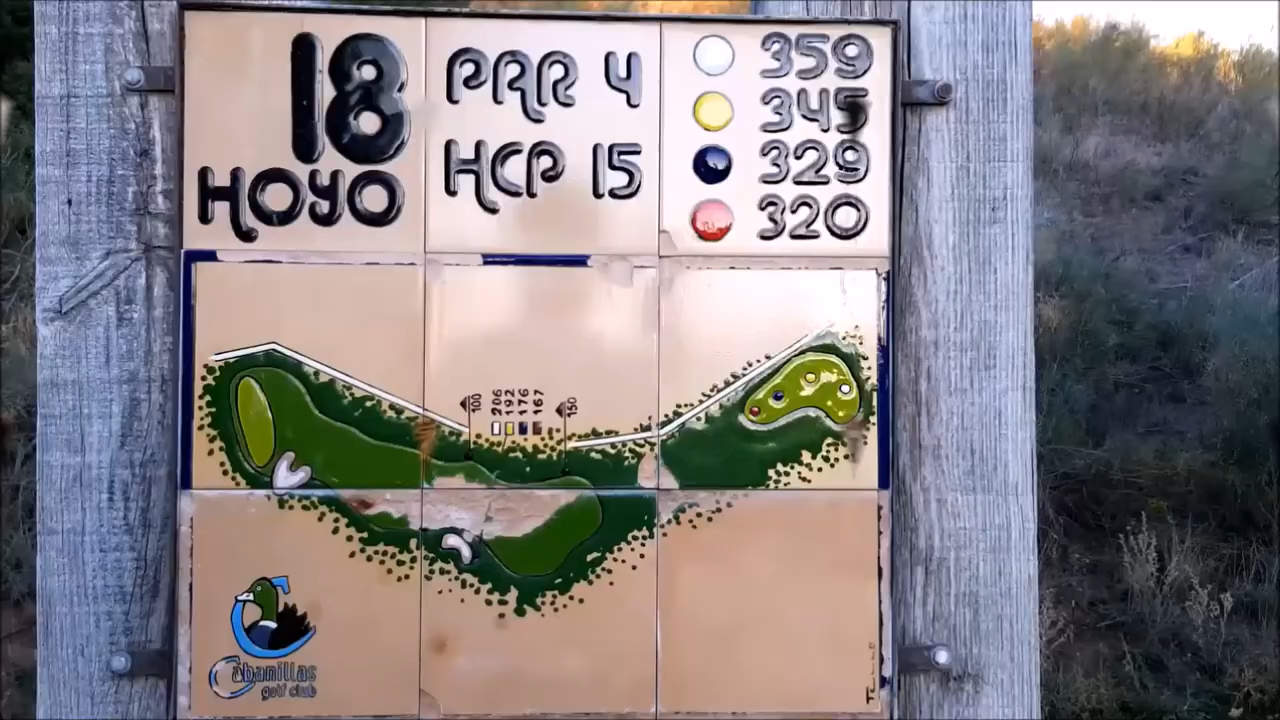 18
HOYO
PAR 4
HCP 15
359
345
329
320
100
206
192
176
167
150
Cabanillas
golf club